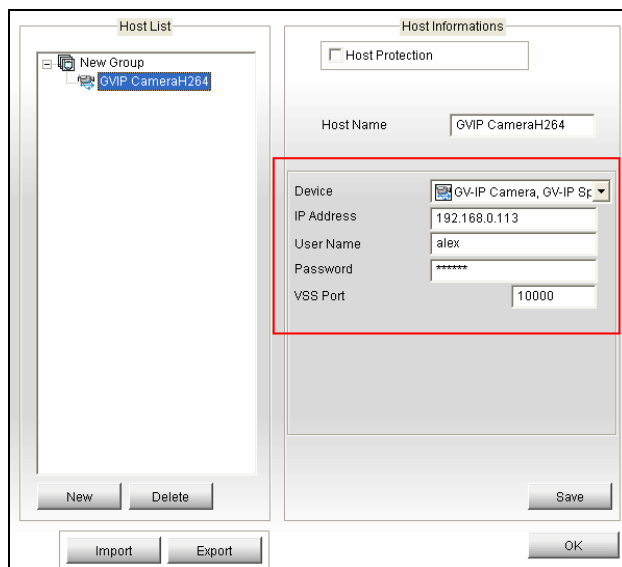 Host List
New Group
GVIP CameraH264
New
Delete
Import
Export
Host Informations
Host Protection
Host Name
GVIP CameraH264
Device
GV-IP Camera, GV-IP Sp
IP Address
192.168.0.113
User Name
alex
Password
******
VSS Port
10000
Save
OK